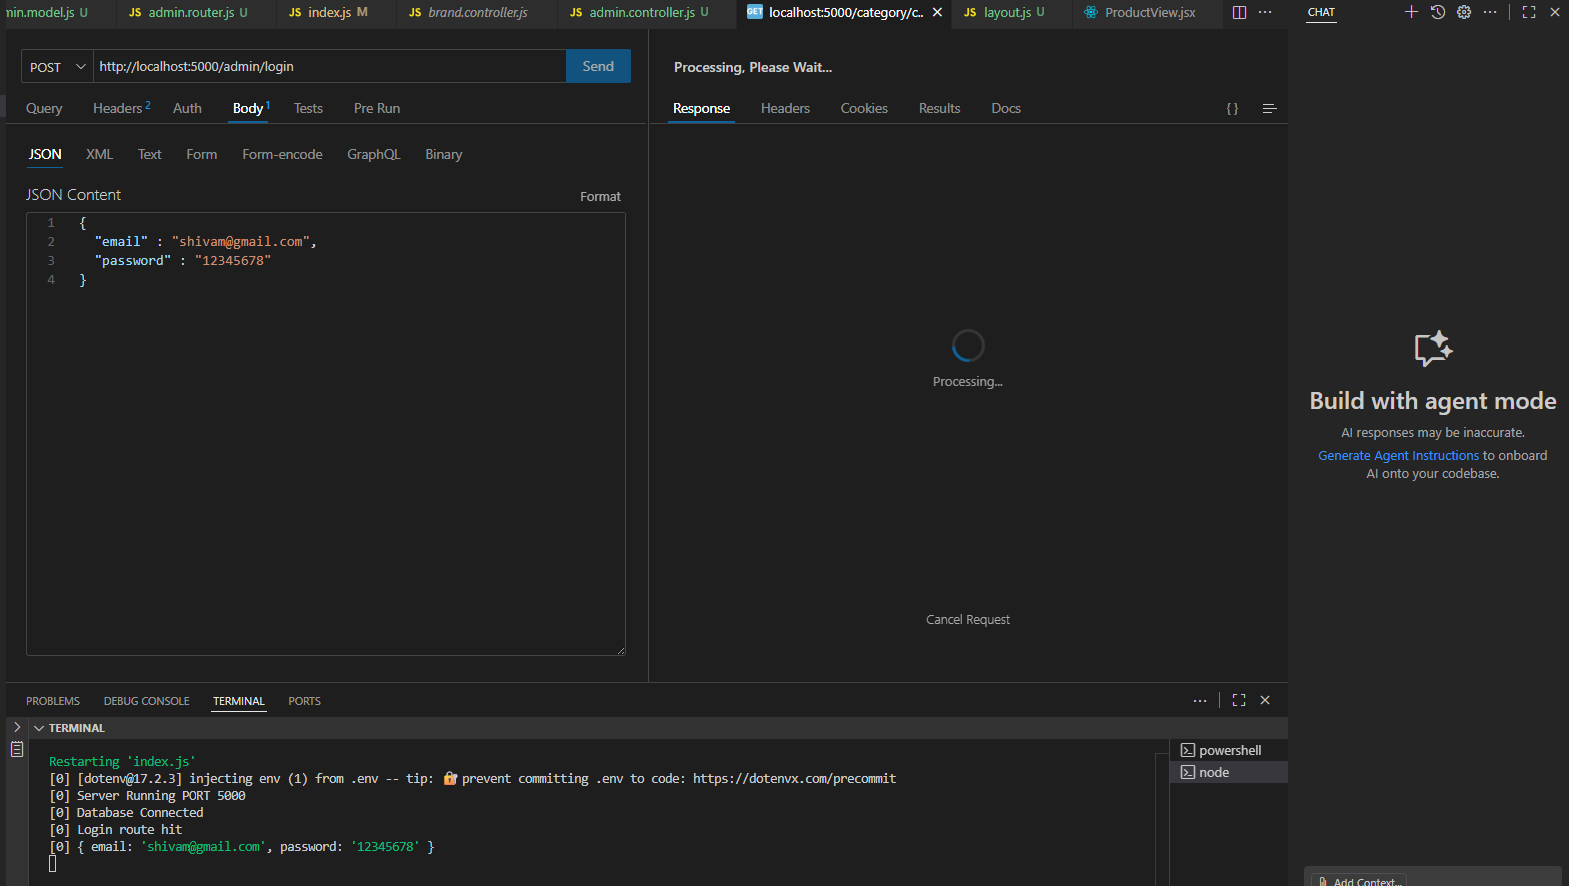 min.model.js U
JS admin.router.js U
JS index.js M
JS brand.controller.js
JS admin.controller.js U
GET localhost:5000/category/c..
JS layout.js U
ProductView.jsx
CHAT
POST http://localhost:5000/admin/login Send
Processing, Please Wait...
Query Headers 2 Auth Body 1 Tests Pre Run
Response Headers Cookies Results Docs {}
JSON XML Text Form Form-encode GraphQL Binary
JSON Content Format
1 {
2 "email" : "shivam@gmail.com",
3 "password" : "12345678"
4 }
Processing...
Cancel Request
Build with agent mode
AI responses may be inaccurate.
Generate Agent Instructions to onboard
AI onto your codebase.
PROBLEMS DEBUG CONSOLE TERMINAL PORTS
TERMINAL
Restarting 'index.js'
[0] [dotenv@17.2.3] injecting env (1) from .env -- tip: 🔐 prevent committing .env to code: https://dotenvx.com/precommit
[0] Server Running PORT 5000
[0] Database Connected
[0] Login route hit
[0] { email: 'shivam@gmail.com', password: '12345678' }
powershell
node
Add Context...